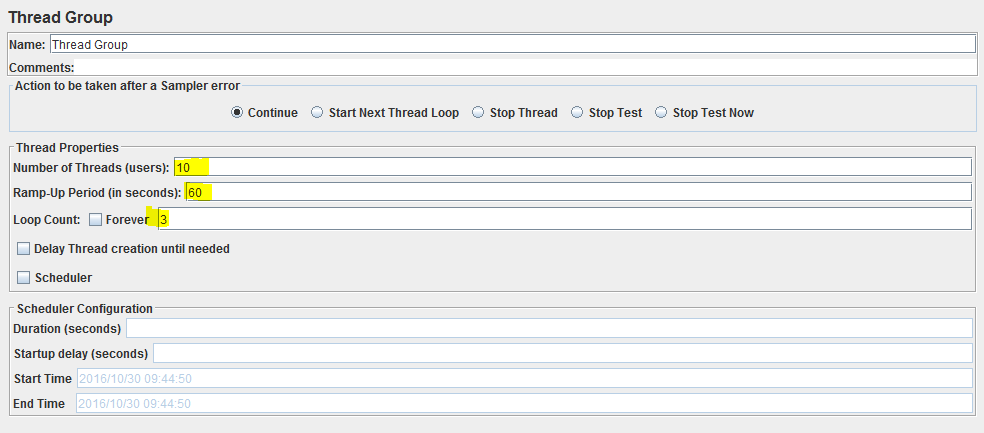 Thread Group
Name: Thread Group
Comments:
Action to be taken after a Sampler error
Continue Start Next Thread Loop Stop Thread Stop Test Stop Test Now
Thread Properties
Number of Threads (users): 10
Ramp-Up Period (in seconds): 60
Loop Count: Forever 3
Delay Thread creation until needed
Scheduler
Scheduler Configuration
Duration (seconds)
Startup delay (seconds)
Start Time 2016/10/30 09:44:50
End Time 2016/10/30 09:44:50